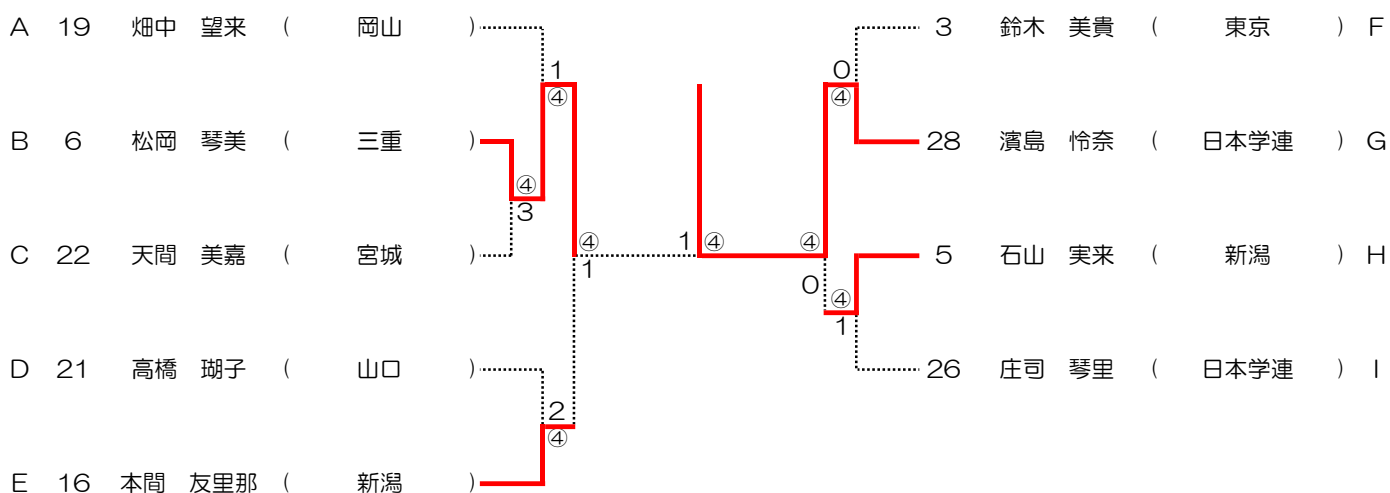 A 19 畑中 望来 ( 岡山 ) 3 鈴木 美貴 ( 東京 ) F
1 0
④ ④
B 6 松岡 琴美 ( 三重 ) 28 濱島 怜奈 ( 日本学連 ) G
④
3
④ 1 ④ ④
C 22 天間 美嘉 ( 宮城 ) 5 石山 実来 ( 新潟 ) H
1 0 ④
1
D 21 高橋 瑚子 ( 山口 ) 26 庄司 琴里 ( 日本学連 ) I
2
④
E 16 本間 友里那 ( 新潟 )